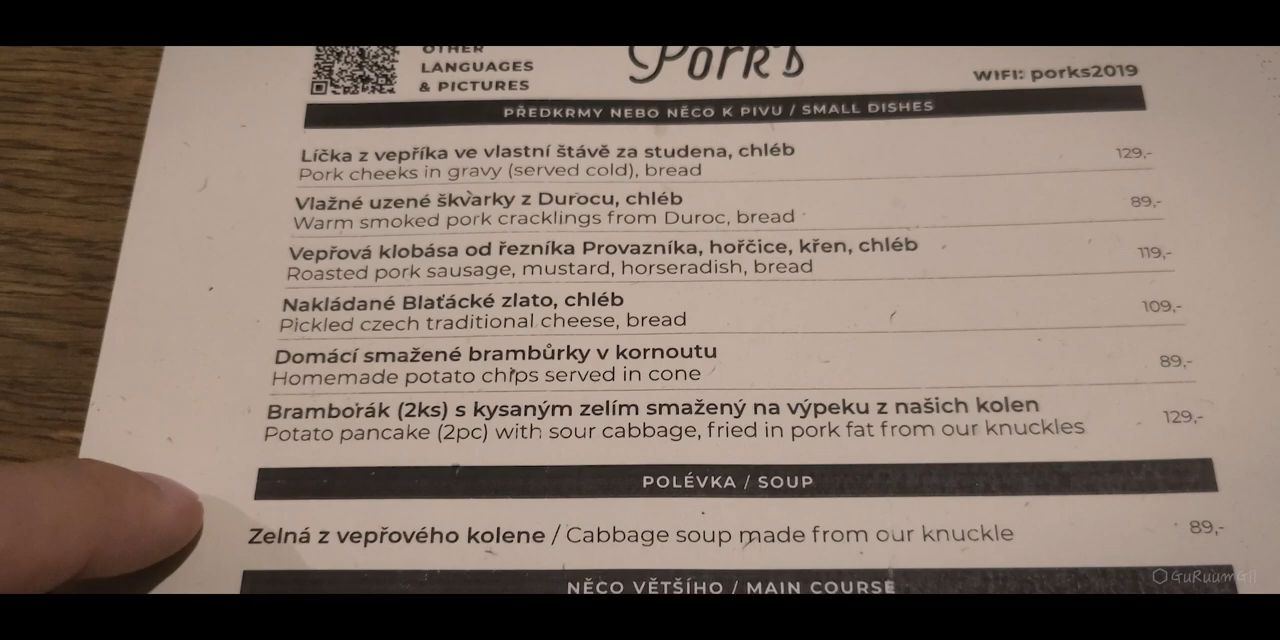 OTHER
LANGUAGES
& PICTURES
Pork's
WIFI: porks2019
PŘEDKRMY NEBO NĚCO K PIVU / SMALL DISHES
Líčka z vepříka ve vlastní štávě za studena, chléb
Pork cheeks in gravy (served cold), bread
129,-
Vlažné uzené škvarky z Durocu, chléb
Warm smoked pork cracklings from Duroc, bread
89,-
Vepřová klobása od řezníka Provazníka, hořčice, křen, chléb
Roasted pork sausage, mustard, horseradish, bread
119,-
Nakládané Blaťácké zlato, chléb
Pickled czech traditional cheese, bread
109,-
Domácí smažené brambůrky v kornoutu
Homemade potato chips served in cone
89,-
Bramborák (2ks) s kysaným zelím smažený na výpeku z našich kolen
Potato pancake (2pc) with sour cabbage, fried in pork fat from our knuckles
129,-
POLÉVKA / SOUP
Zelná z vepřového kolene / Cabbage soup made from our knuckle
89,-
NĚCO VĚTŠÍHO / MAIN COURSE
GuRuumGil